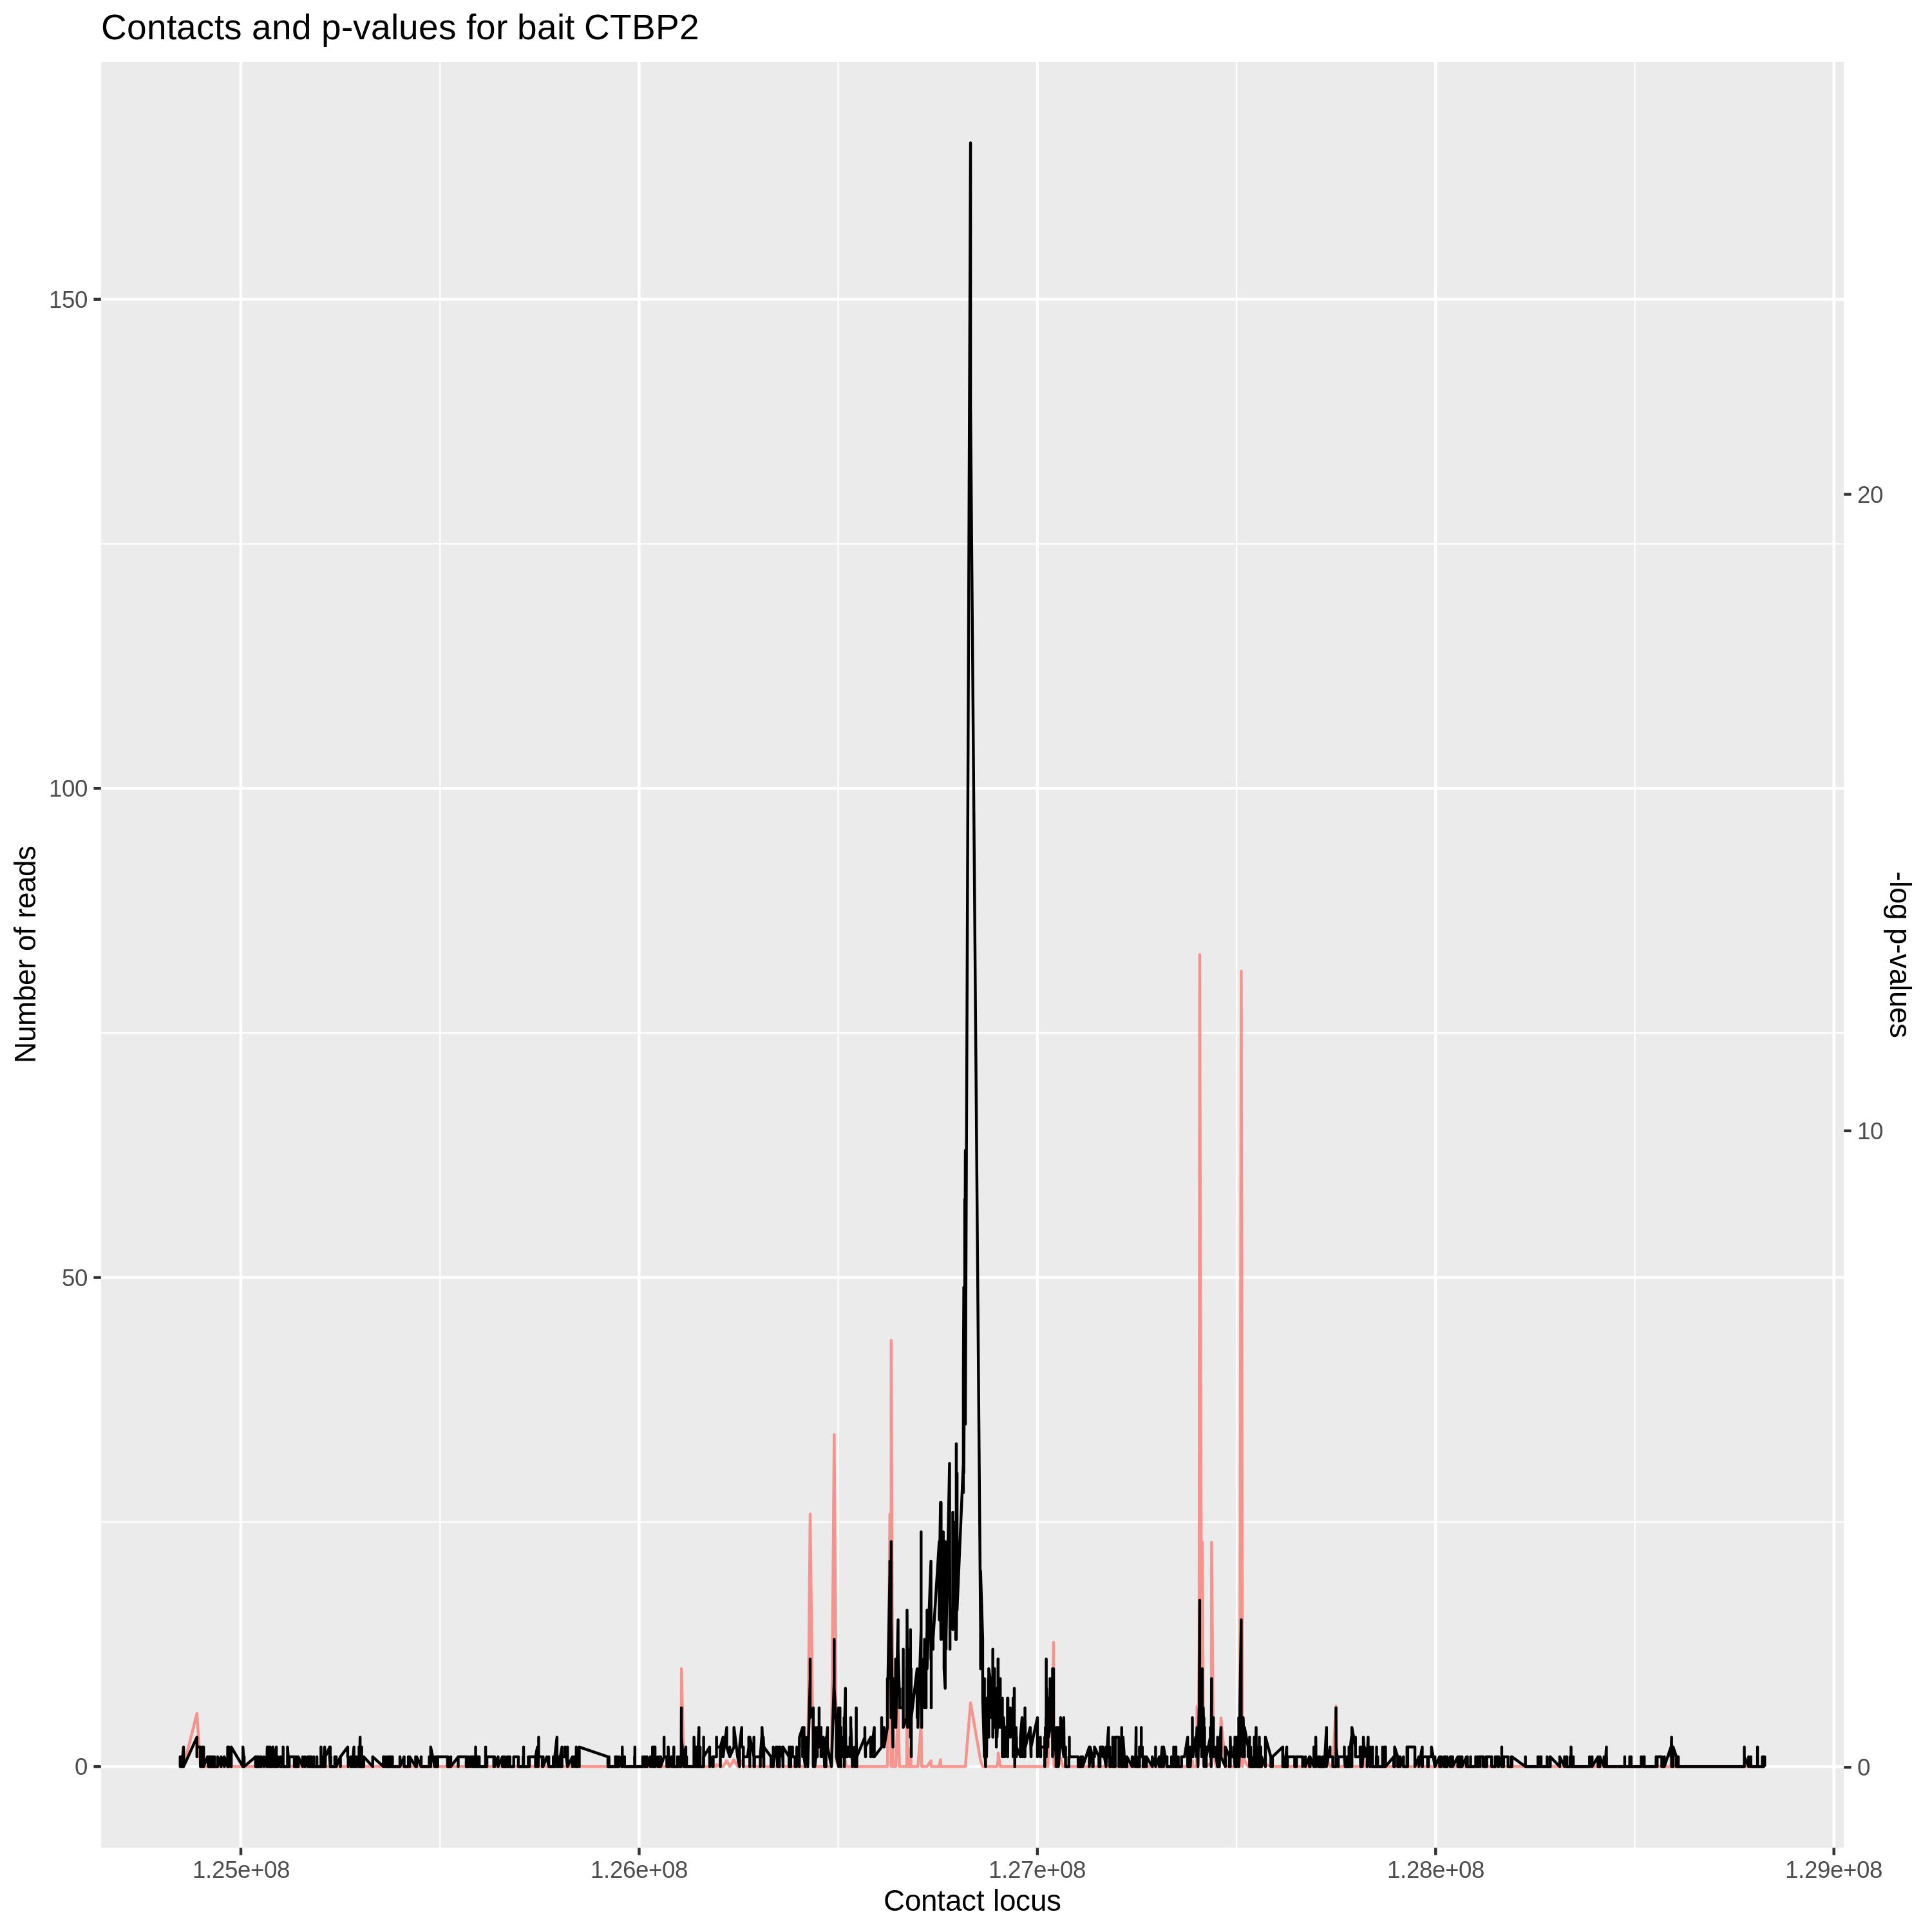 Contacts and p-values for bait CTBP2
150
100
50
0
Number of reads
20
10
0
-log p-values
1.25e+08
1.26e+08
1.27e+08
1.28e+08
1.29e+08
Contact locus